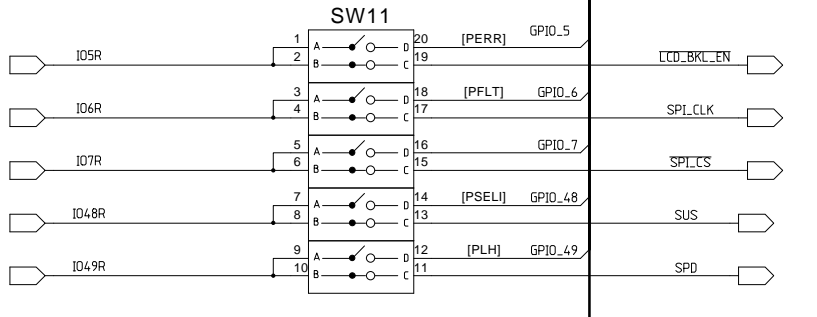 SW11
1 A D 20 [PERR] GPIO_5
IO5R 2 B C 19 LCD_BKL_EN
3 A D 18 [PFLT] GPIO_6
IO6R 4 B C 17 SPI_CLK
5 A D 16 GPIO_7
IO7R 6 B C 15 SPI_CS
7 A D 14 [PSELI] GPIO_48
IO48R 8 B C 13 SUS
9 A D 12 [PLH] GPIO_49
IO49R 10 B C 11 SPD